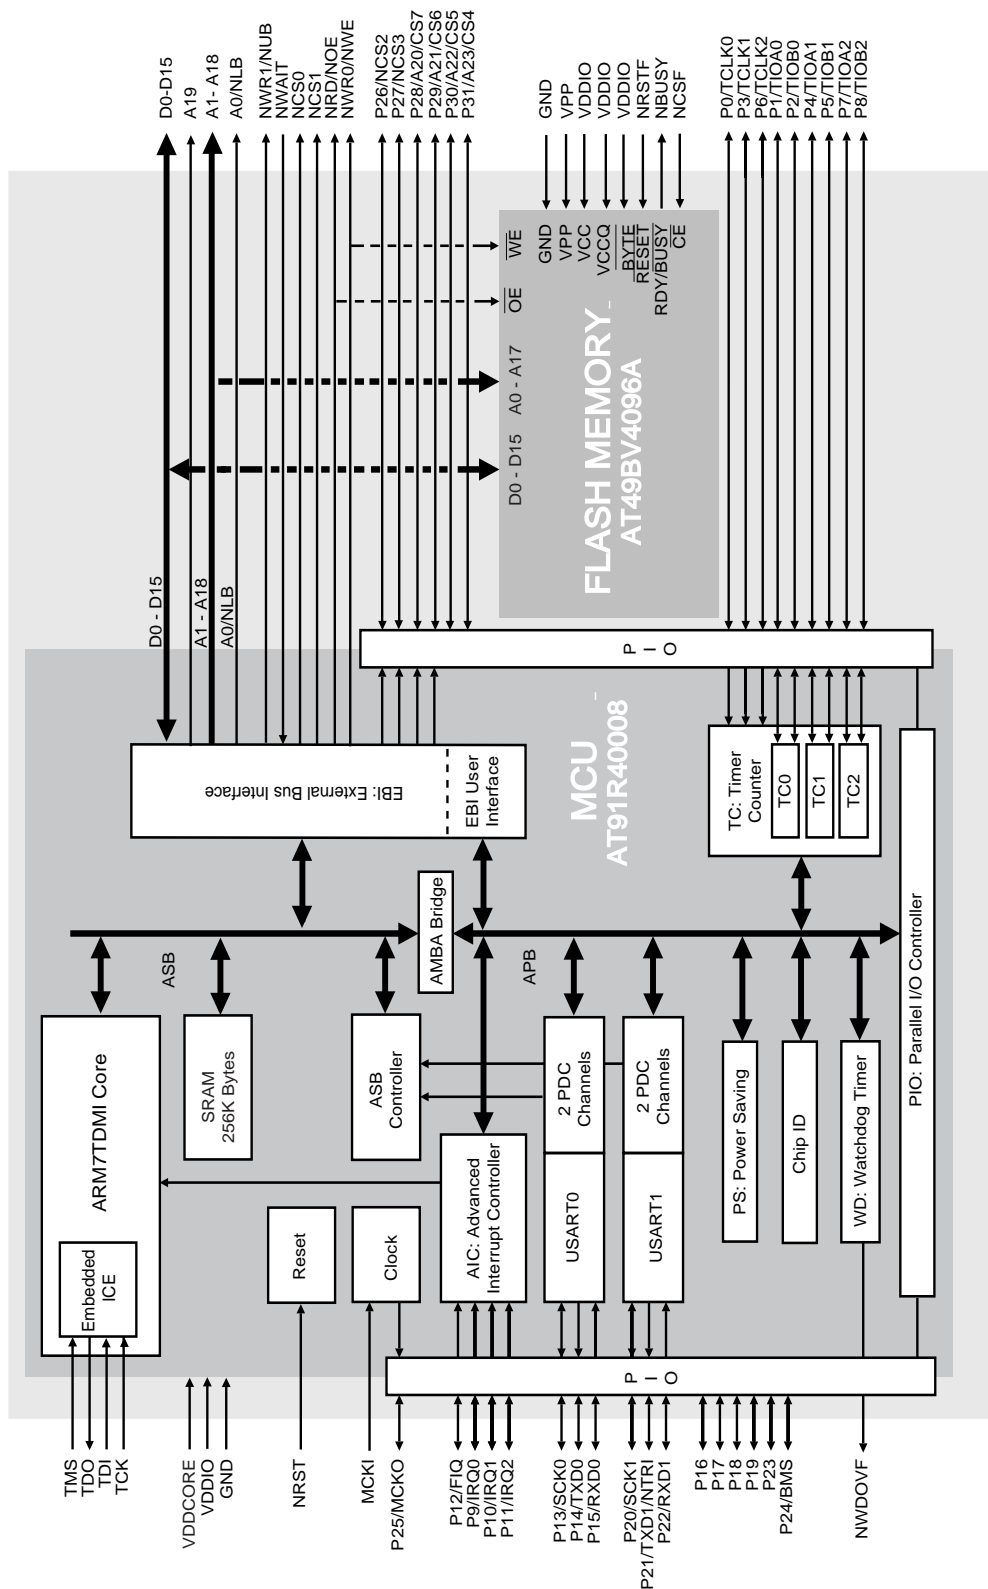 D0-D15
A19
A1- A18
A0/NLB
NWR1/NUB
NWAIT
NCS0
NCS1
NRD/NOE
NWR0/NWE
P26/NCS2
P27/NCS3
P28/A20/CS7
P29/A21/CS6
P30/A22/CS5
P31/A23/CS4
GND
VPP
VDDIO
VDDIO
VDDIO
NRSTF
NBUSY
NCSF
P0/TCLK0
P3/TCLK1
P6/TCLK2
P1/TIOA0
P2/TIOB0
P4/TIOA1
P5/TIOB1
P7/TIOA2
P8/TIOB2
WE
OE
A0 - A17
D0 - D15
GND
VPP
VCC
VCCQ
BYTE
RESET
RDY/BUSY
CE
FLASH MEMORY
AT49BV4096A
D0 - D15
A1 - A18
A0/NLB
PIO
MCU
AT91R40008
EBI: External Bus Interface
EBI User
Interface
TC: Timer
Counter
TC0
TC1
TC2
AMBA Bridge
ASB
APB
ARM7TDMI Core
Embedded
ICE
SRAM
256K Bytes
ASB
Controller
2 PDC
Channels
2 PDC
Channels
Reset
Clock
AIC: Advanced
Interrupt Controller
USART0
USART1
PS: Power Saving
Chip ID
WD: Watchdog Timer
PIO: Parallel I/O Controller
PIO
TMS
TDO
TDI
TCK
VDDCORE
VDDIO
GND
NRST
MCKI
P25/MCKO
P12/FIQ
P9/IRQ0
P10/IRQ1
P11/IRQ2
P13/SCK0
P14/TXD0
P15/RXD0
P20/SCK1
P21/TXD1/NTRI
P22/RXD1
P16
P17
P18
P19
P23
P24/BMS
NWDOVF